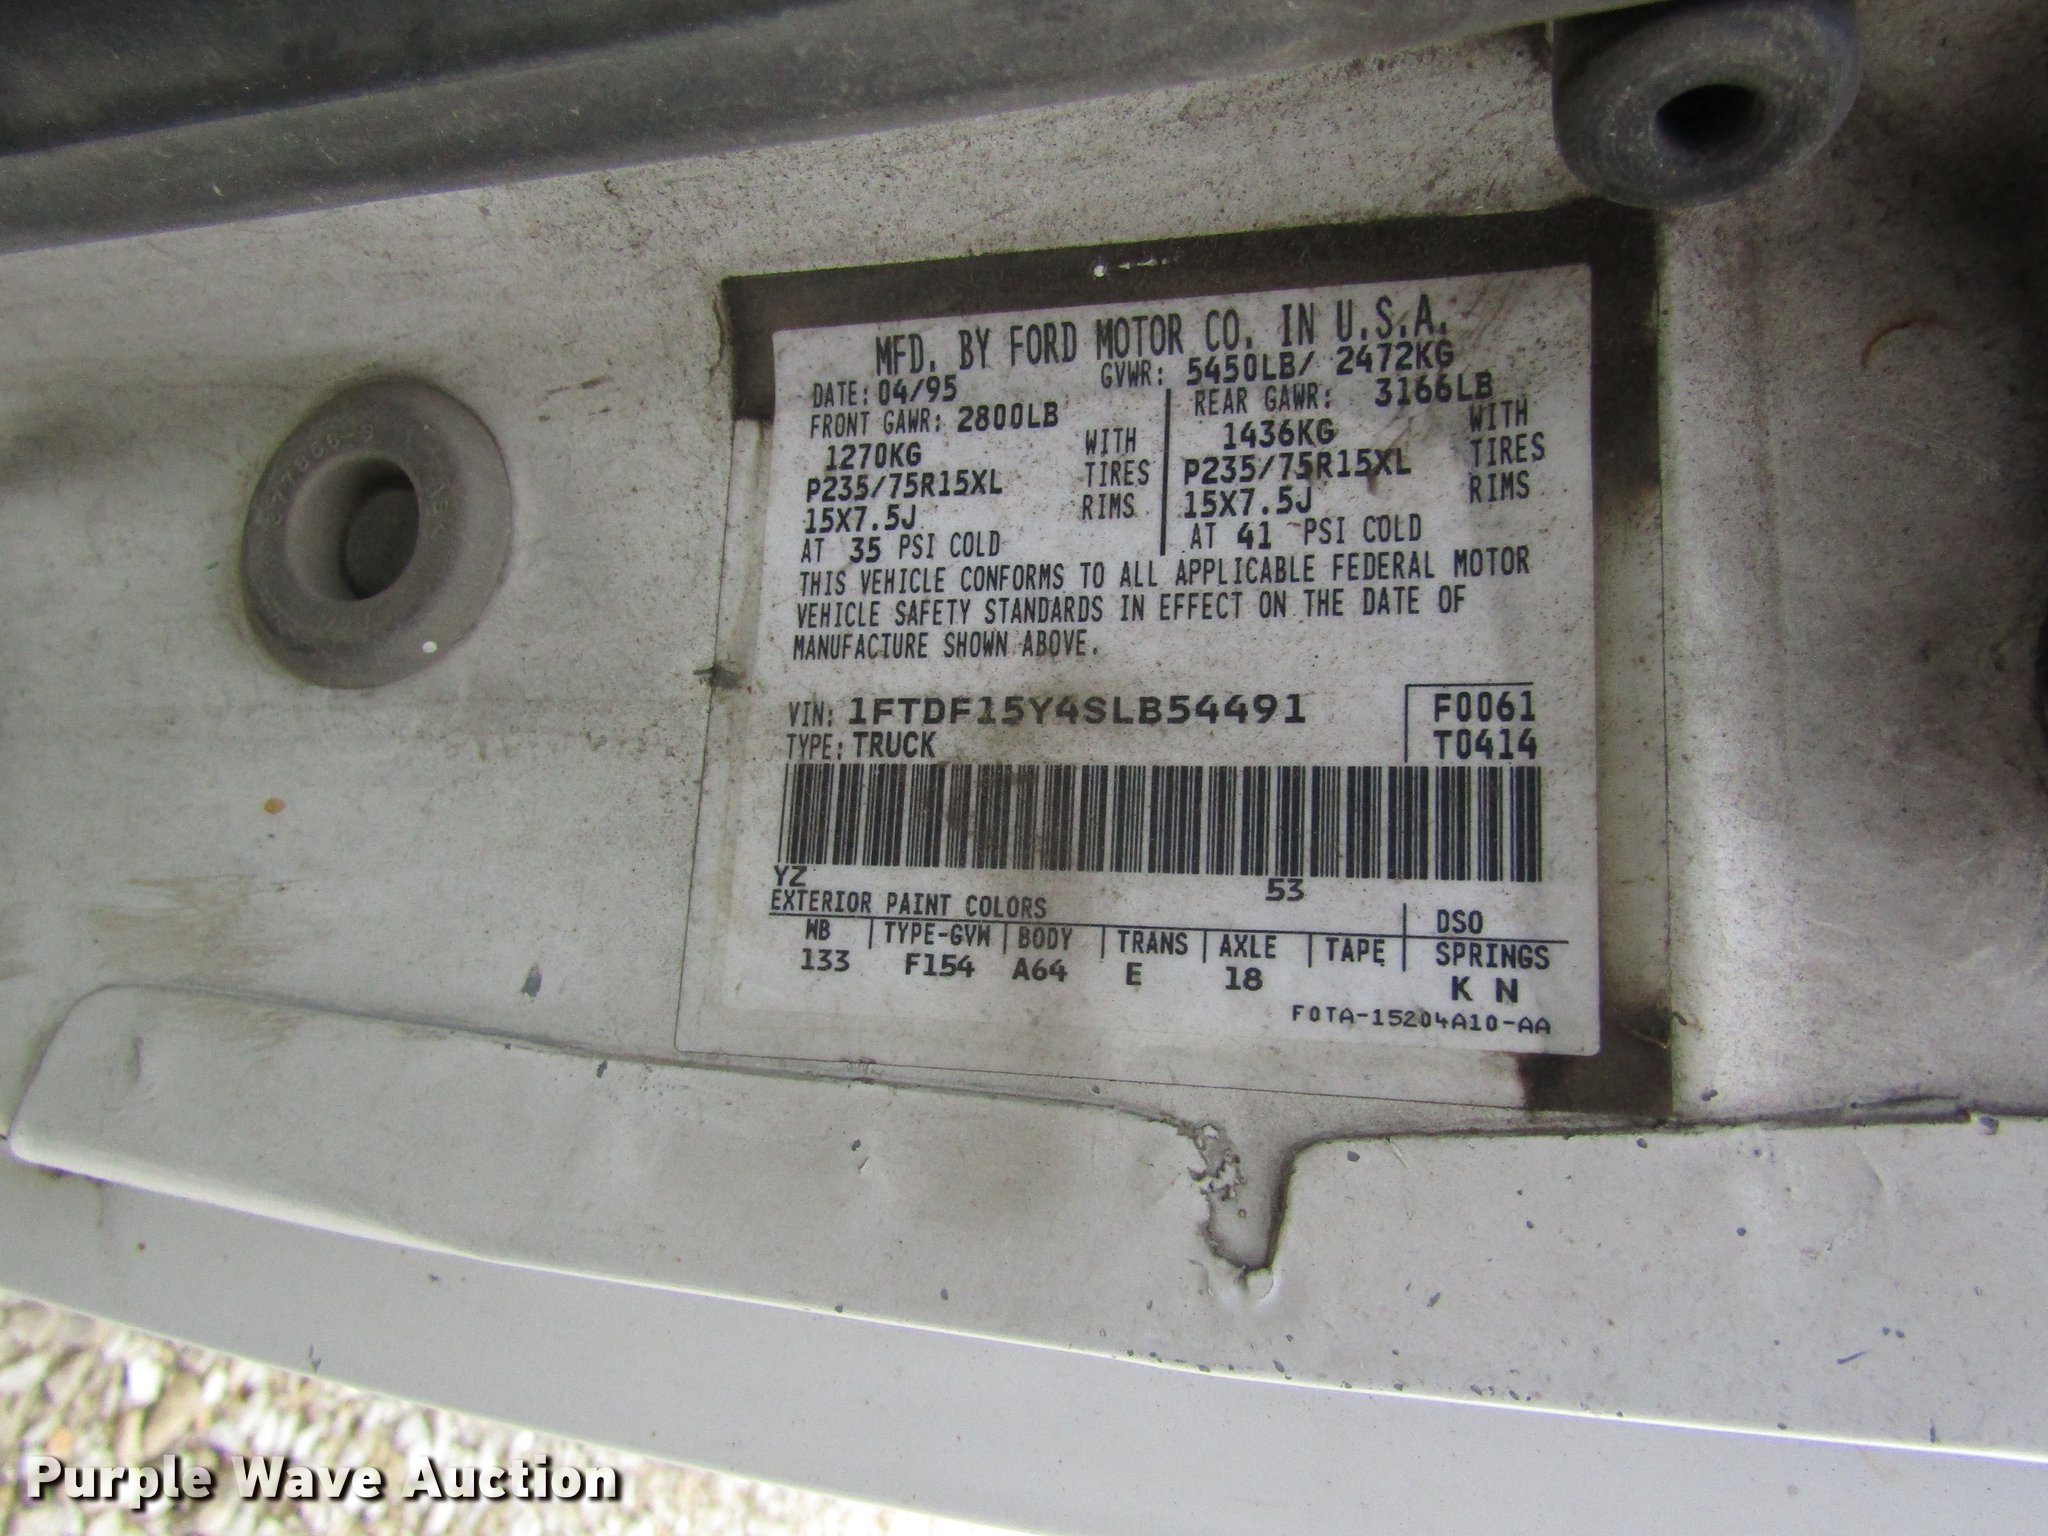 MFD. BY FORD MOTOR CO. IN U.S.A.
DATE: 04/95 GVWR: 5450LB/ 2472KG
FRONT GAWR: 2800LB REAR GAWR: 3166LB
1270KG WITH 1436KG WITH
P235/75R15XL TIRES P235/75R15XL TIRES
15X7.5J RIMS 15X7.5J RIMS
AT 35 PSI COLD AT 41 PSI COLD
THIS VEHICLE CONFORMS TO ALL APPLICABLE FEDERAL MOTOR
VEHICLE SAFETY STANDARDS IN EFFECT ON THE DATE OF
MANUFACTURE SHOWN ABOVE.
VIN: 1FTDF15Y4SLB54491 F0061
TYPE: TRUCK T0414
YZ 53
EXTERIOR PAINT COLORS DSO
WB TYPE-GVW BODY TRANS AXLE TAPE SPRINGS
133 F154 A64 E 18 K N
F0TA-15204A10-AA
Purple Wave Auction